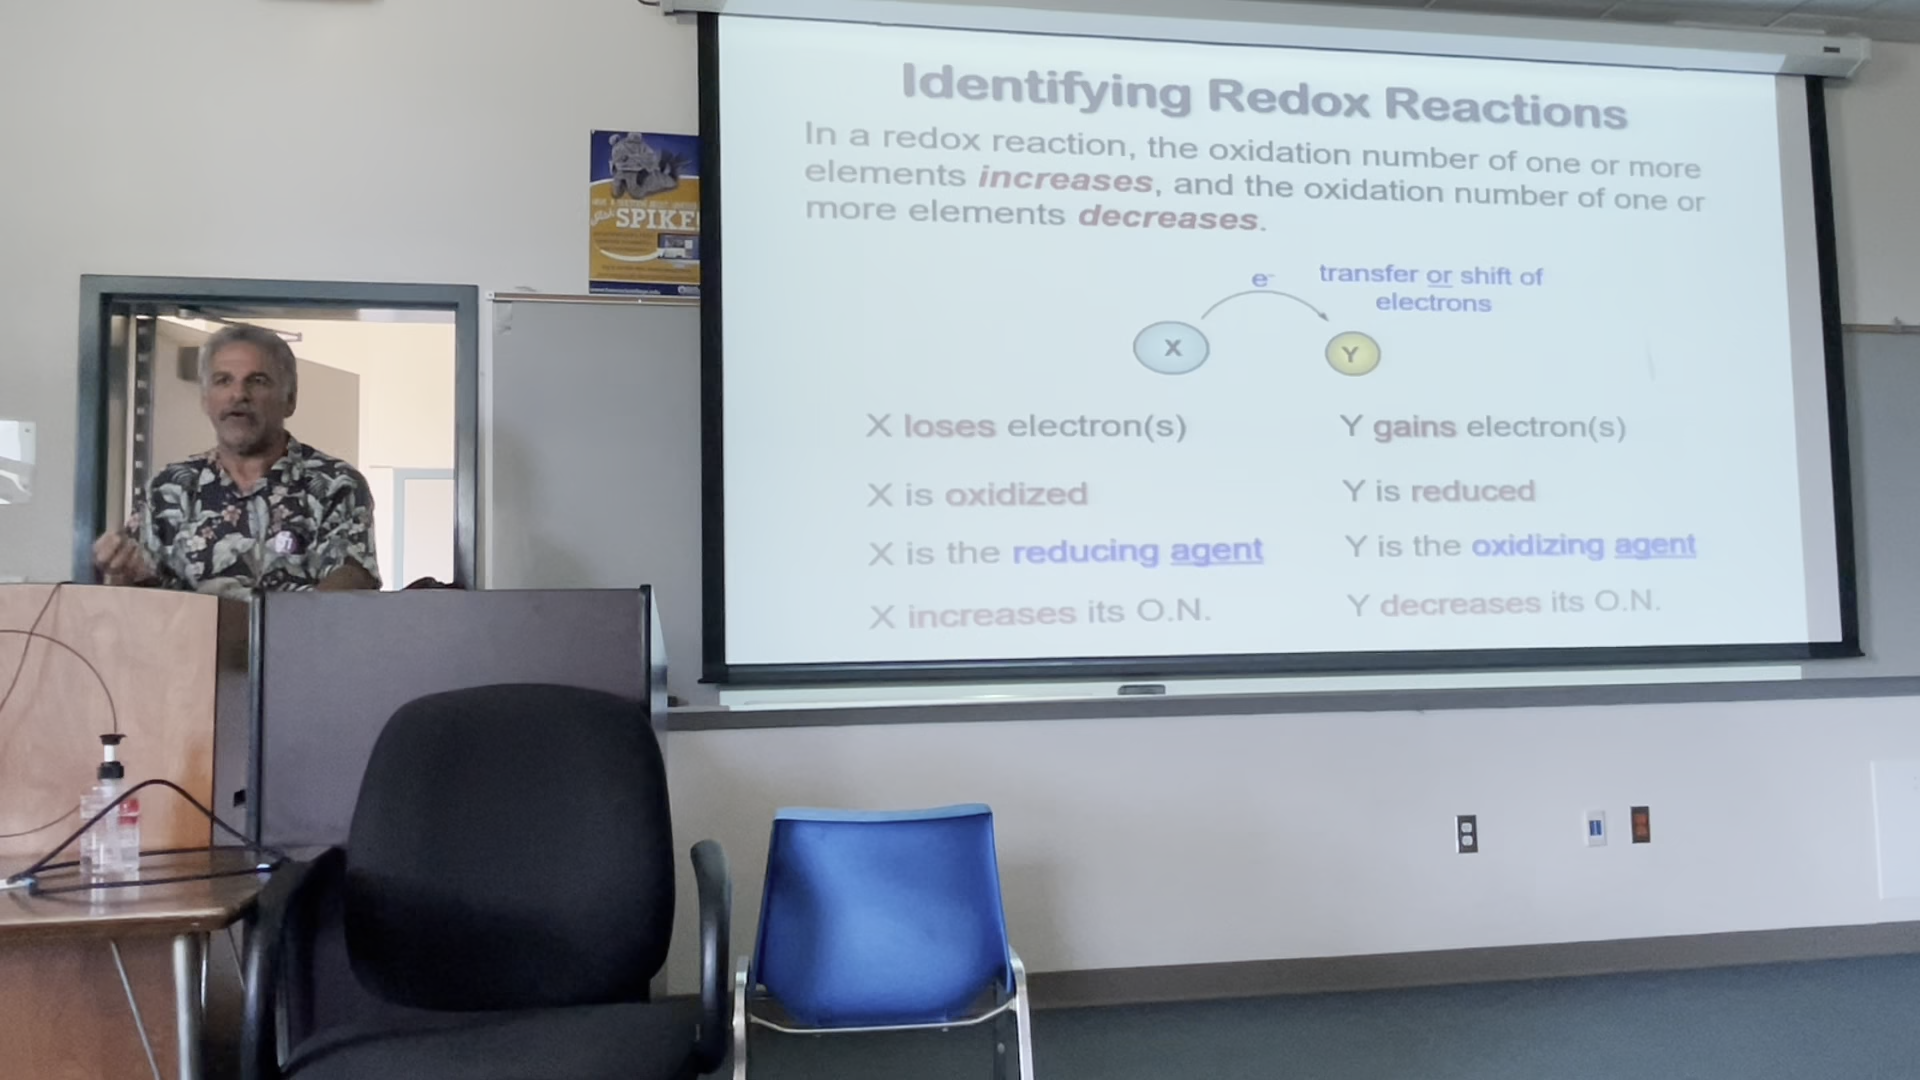 Identifying Redox Reactions
In a redox reaction, the oxidation number of one or more
elements increases, and the oxidation number of one or
more elements decreases.
e⁻
transfer or shift of
electrons
X
Y
X loses electron(s)
Y gains electron(s)
X is oxidized
Y is reduced
X is the reducing agent
Y is the oxidizing agent
X increases its O.N.
Y decreases its O.N.
SPIKE